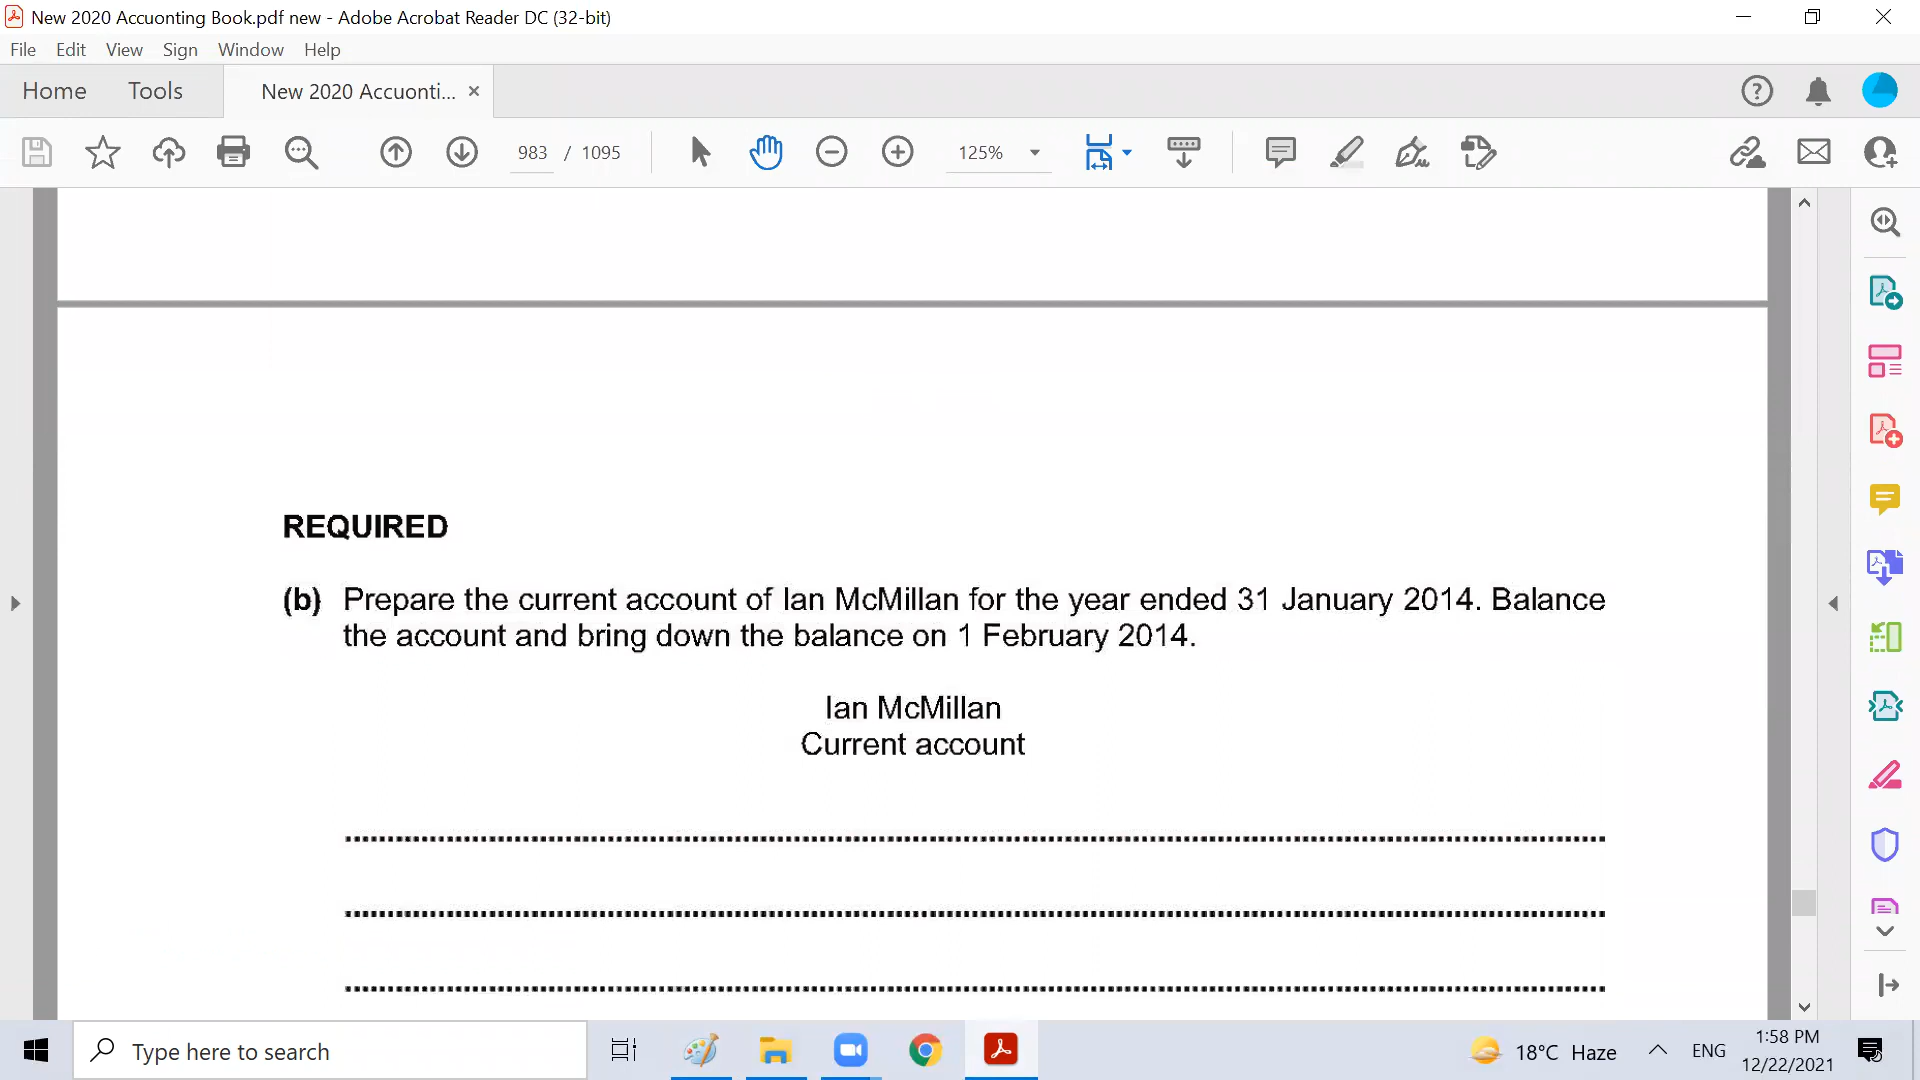 New 2020 Accuonting Book.pdf new - Adobe Acrobat Reader DC (32-bit)
File Edit View Sign Window Help
Home Tools New 2020 Accuonti...
983 / 1095 125%
REQUIRED
(b) Prepare the current account of Ian McMillan for the year ended 31 January 2014. Balance
the account and bring down the balance on 1 February 2014.
Ian McMillan
Current account
Type here to search
18°C Haze
ENG
1:58 PM
12/22/2021